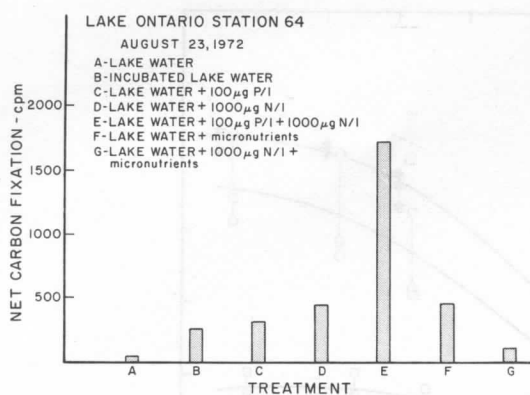 LAKE ONTARIO STATION 64
AUGUST 23, 1972
A-LAKE WATER
B-INCUBATED LAKE WATER
C-LAKE WATER + 100µg P/l
D-LAKE WATER + 1000µg N/l
E-LAKE WATER + 100µg P/l + 1000µg N/l
F-LAKE WATER + micronutrients
G-LAKE WATER + 1000µg N/l +
micronutrients
NET CARBON FIXATION - cpm
2000
1500
1000
500
A B C D E F G
TREATMENT